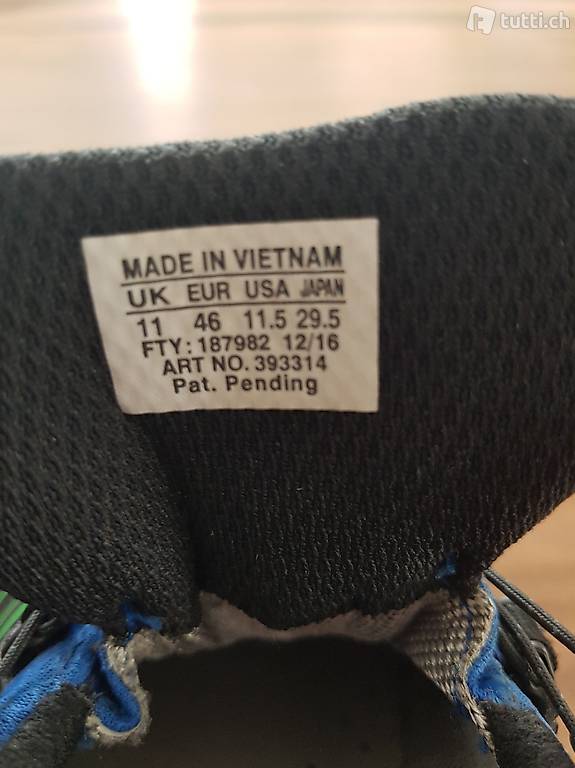 tutti.ch
MADE IN VIETNAM
UK EUR USA JAPAN
11 46 11.5 29.5
FTY: 187982 12/16
ART NO. 393314
Pat. Pending